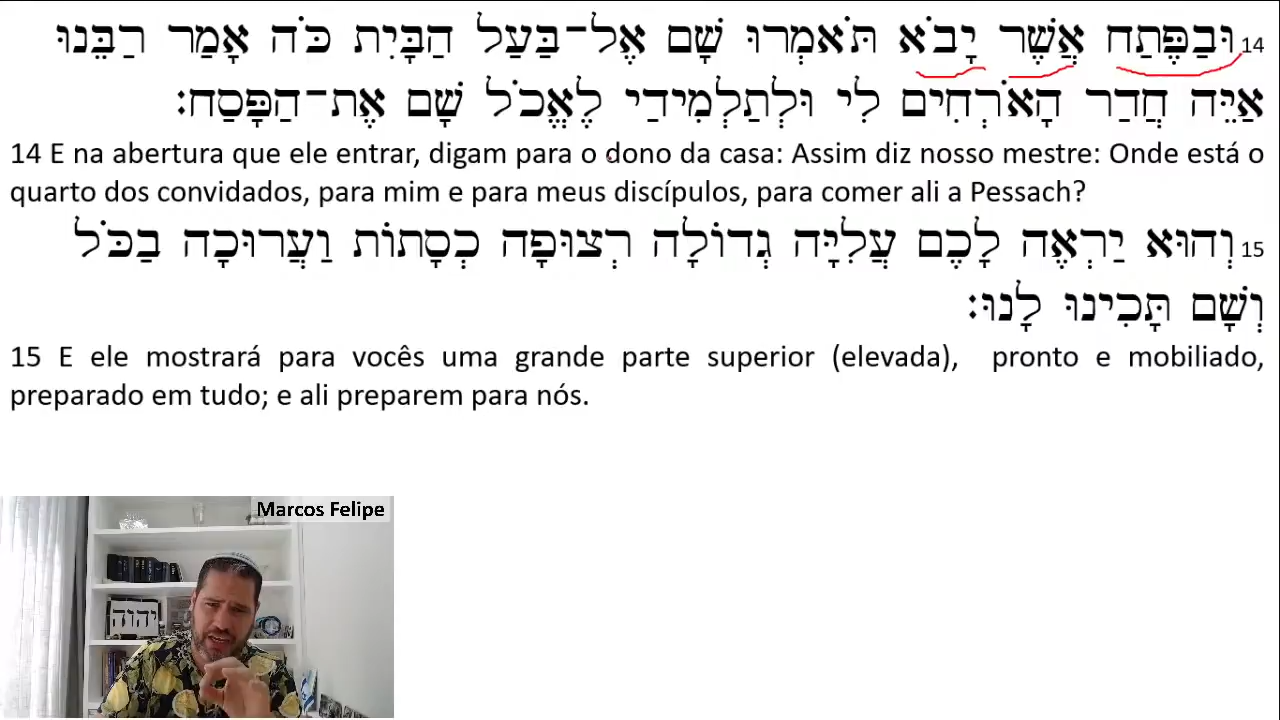 14 וּבַפֶּתַח אֲשֶׁר יָבֹא תֹּאמְרוּ שָׁם אֶל־בַּעַל הַבָּיִת כֹּה אָמַר רַבֵּנוּ
אַיֵּה חֲדַר הָאֹרְחִים לִי וּלְתַלְמִידַי לֶאֱכֹל שָׁם אֶת־הַפָּסַח׃
14 E na abertura que ele entrar, digam para o dono da casa: Assim diz nosso mestre: Onde está o
quarto dos convidados, para mim e para meus discípulos, para comer ali a Pessach?
15 וְהוּא יַרְאֶה לָכֶם עֲלִיָּה גְדוֹלָה רְצוּפָה כְסָתוֹת וַעֲרוּכָה בַכֹּל
וְשָׁם תָּכִינוּ לָנוּ׃
15 E ele mostrará para vocês uma grande parte superior (elevada), pronto e mobiliado,
preparado em tudo; e ali preparem para nós.
Marcos Felipe
יהוה